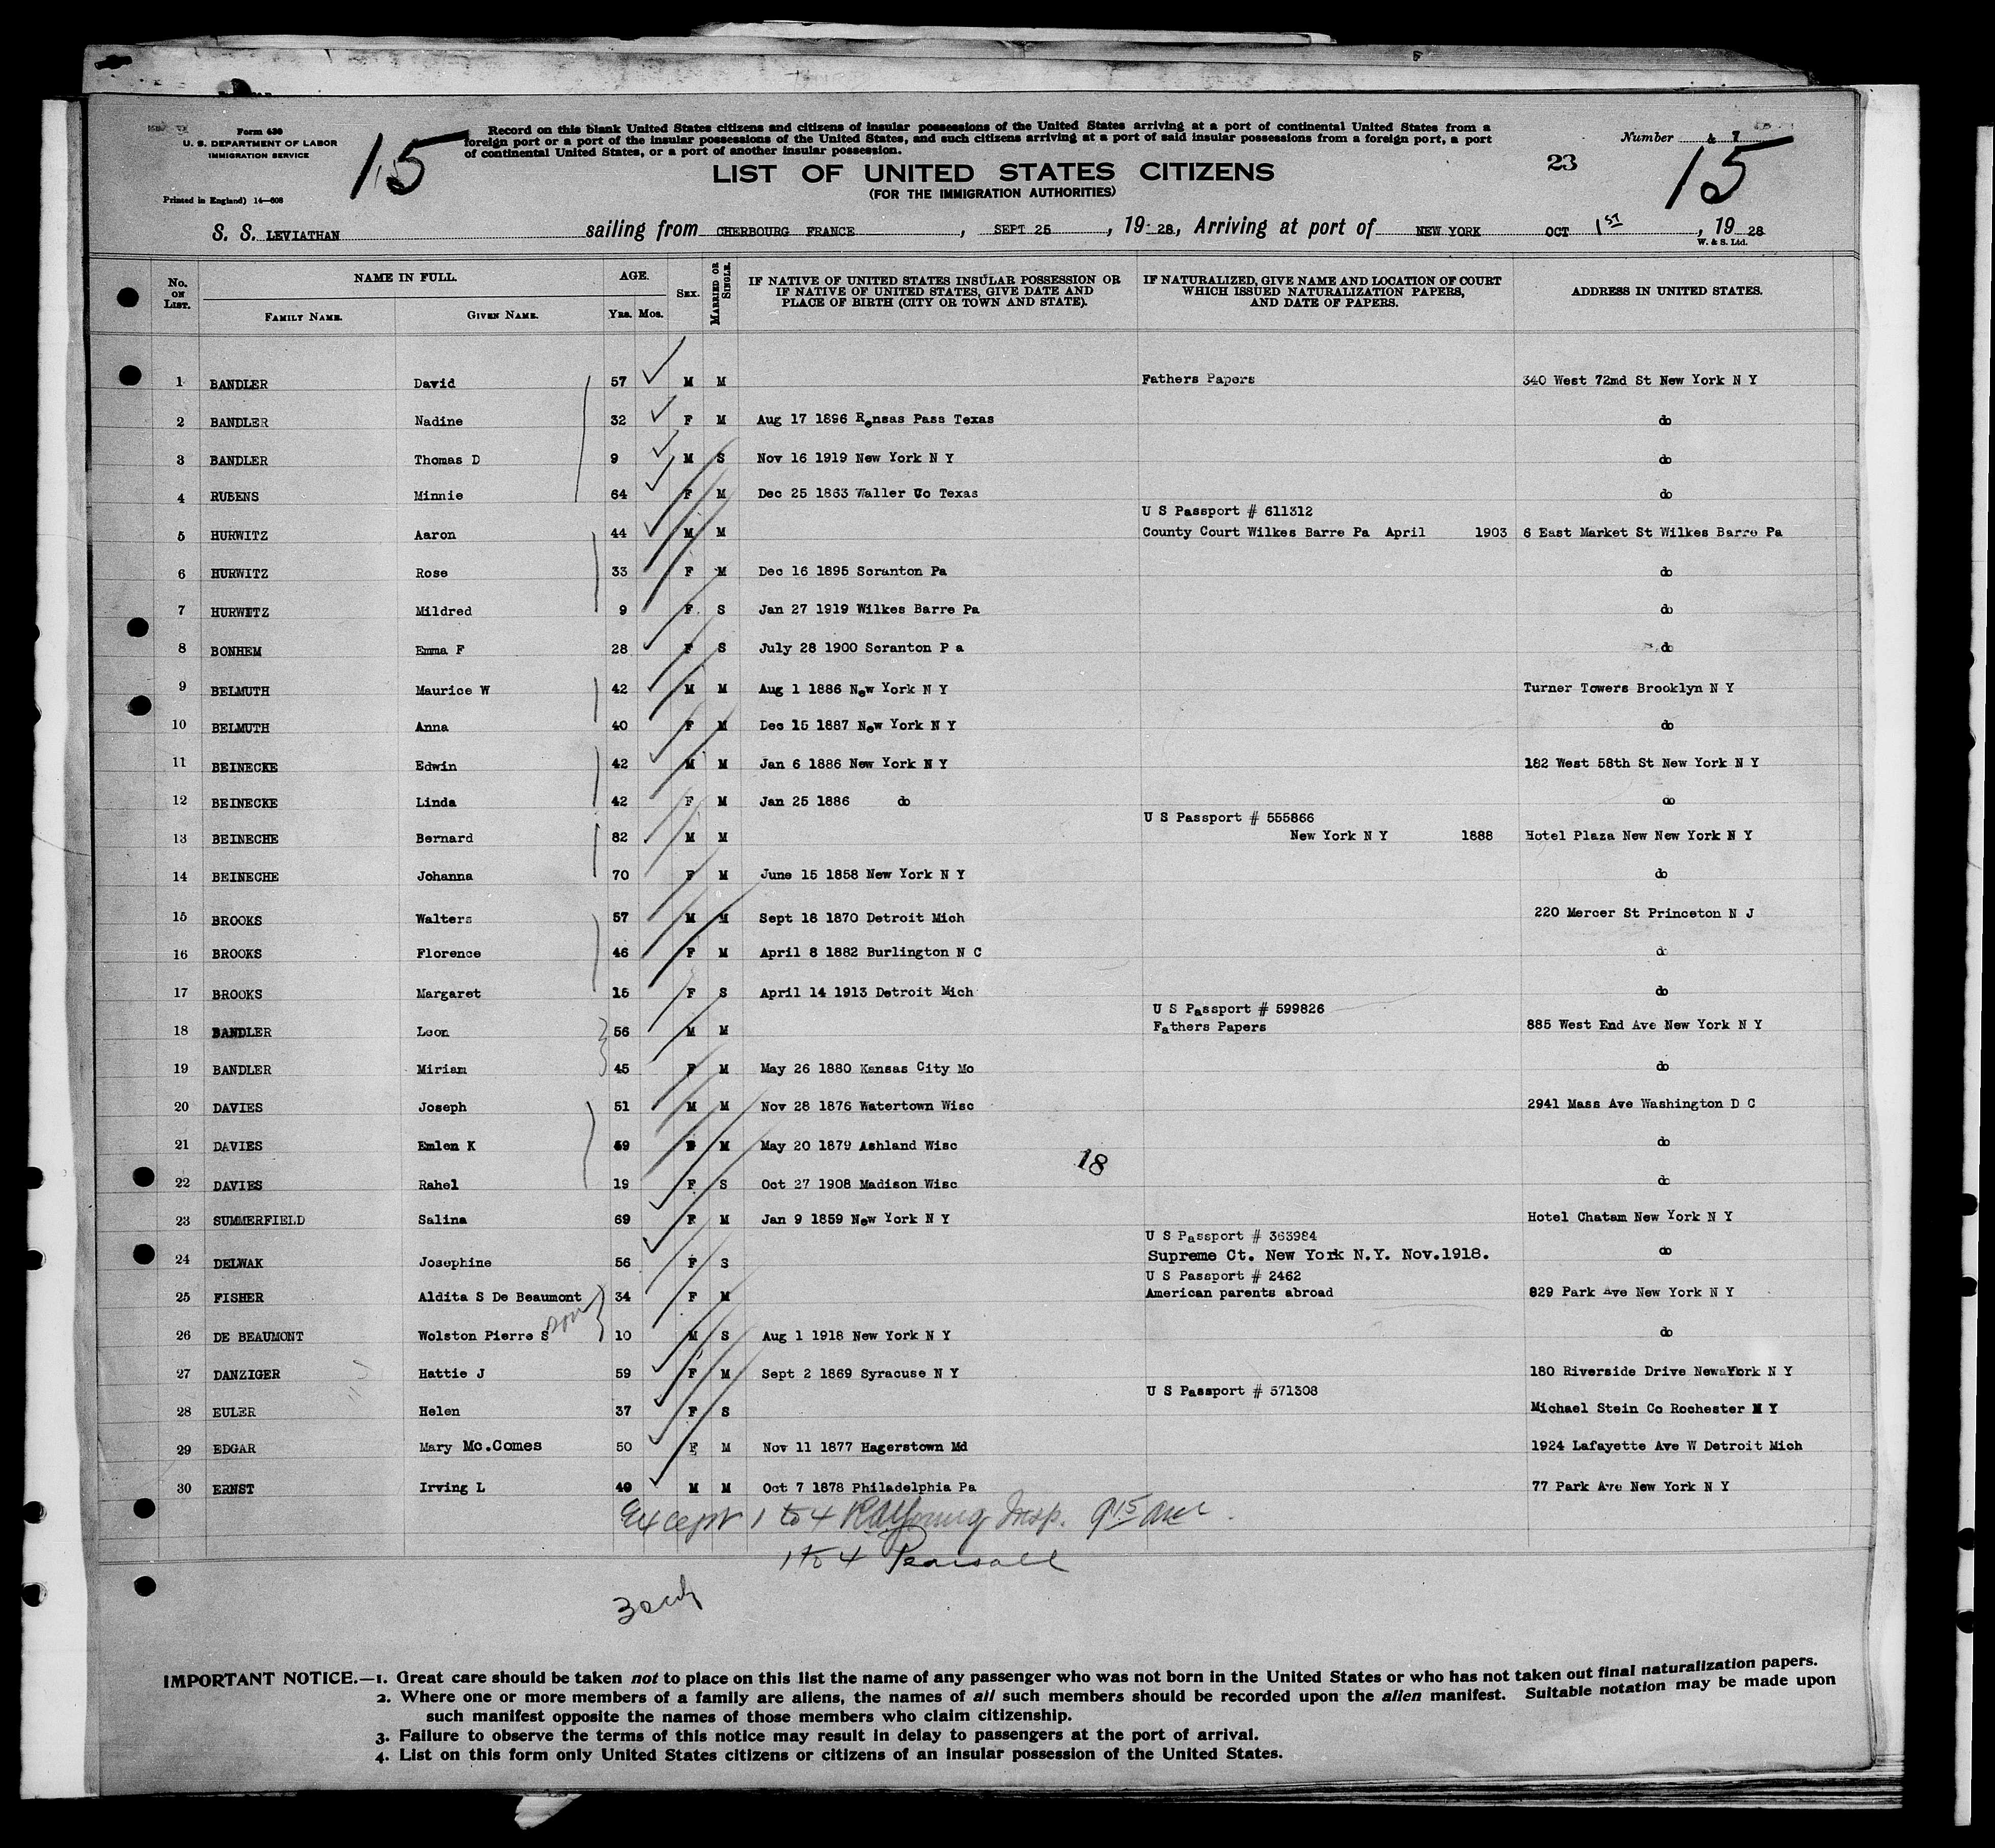 Form 630
U. S. DEPARTMENT OF LABOR
IMMIGRATION SERVICE
Printed in England) 14—608
15
Record on this blank United States citizens and citizens of insular possessions of the United States arriving at a port of continental United States from a
foreign port or a port of the insular possessions of the United States, and such citizens arriving at a port of said insular possessions from a foreign port, a port
of continental United States, or a port of another insular possession.
LIST OF UNITED STATES CITIZENS
(FOR THE IMMIGRATION AUTHORITIES)
23
Number
15
S. S. LEVIATHAN sailing from CHERBOURG FRANCE, SEPT 25, 19 28, Arriving at port of NEW YORK OCT 1ST, 19 28
W. & S. Ltd.
No. ON LIST. NAME IN FULL. FAMILY NAME. GIVEN NAME. AGE. YRS. MOS. SEX. MARRIED OR SINGLE. IF NATIVE OF UNITED STATES INSULAR POSSESSION OR IF NATIVE OF UNITED STATES, GIVE DATE AND PLACE OF BIRTH (CITY OR TOWN AND STATE). IF NATURALIZED, GIVE NAME AND LOCATION OF COURT WHICH ISSUED NATURALIZATION PAPERS, AND DATE OF PAPERS. ADDRESS IN UNITED STATES.
1 BANDLER David 57 M M Fathers Papers 340 West 72md St New York N Y
2 BANDLER Nadine 32 F M Aug 17 1896 Rensas Pass Texas do
3 BANDLER Thomas D 9 M S Nov 16 1919 New York N Y do
4 RUBENS Minnie 64 F M Dec 25 1863 Waller Co Texas do
U S Passport # 611312
5 HURWITZ Aaron 44 M M County Court Wilkes Barre Pa April 1903 6 East Market St Wilkes Barre Pa
6 HURWITZ Rose 33 F M Dec 16 1895 Scranton Pa do
7 HURWITZ Mildred 9 F. S Jan 27 1919 Wilkes Barre Pa do
8 BONHEM Emma F 28 F S July 28 1900 Scranton P a do
9 BELMUTH Maurice W 42 M M Aug 1 1886 New York N Y Turner Towers Brooklyn N Y
10 BELMUTH Anna 40 F M Dec 15 1887 New York N Y do
11 BEINECKE Edwin 42 M M Jan 6 1886 New York N Y 182 West 58th St New York N Y
12 BEINECKE Linda 42 F M Jan 25 1886 do do
U S Passport # 555866
13 BEINECHE Bernard 82 M M New York N Y 1888 Hotel Plaza New New York N Y
14 BEINECHE Johanna 70 F M June 15 1858 New York N Y do
15 BROOKS Walters 57 M M Sept 18 1870 Detroit Mich 220 Mercer St Princeton N J
16 BROOKS Florence 46 F M April 8 1882 Burlington N C do
17 BROOKS Margaret 15 F S April 14 1913 Detroit Mich do
U S Passport # 599826
18 BANDLER Leon 56 M M Fathers Papers 885 West End Ave New York N Y
19 BANDLER Miriam 45 F M May 26 1880 Kansas City Mo do
20 DAVIES Joseph 51 M M Nov 28 1876 Watertown Wisc 2941 Mass Ave Washington D C
21 DAVIES Emlen K 59 F M May 20 1879 Ashland Wisc do
18
22 DAVIES Rahel 19 F S Oct 27 1908 Madison Wisc do
23 SUMMERFIELD Salina 69 F M Jan 9 1859 New York N Y Hotel Chatam New York N Y
U S Passport # 363984
24 DELWAK Josephine 56 F S Supreme Ct. New York N.Y. Nov.1918. do
U S Passport # 2462
25 FISHER Aldita S De Beaumont 34 F M American parents abroad 829 Park Ave New York N Y
26 DE BEAUMONT Wolston Pierre S son 10 M S Aug 1 1918 New York N Y do
27 DANZIGER Hattie J 59 F M Sept 2 1869 Syracuse N Y 180 Riverside Drive New York N Y
U S Passport # 571308
28 EULER Helen 37 F S Michael Stein Co Rochester N Y
29 EDGAR Mary Mc.Comes 50 F M Nov 11 1877 Hagerstown Md 1924 Lafayette Ave W Detroit Mich
30 ERNST Irving L 49 M M Oct 7 1878 Philadelphia Pa 77 Park Ave New York N Y
Except 1 to 4 Insp. 9 15 am
1 to 4 Pearsall
IMPORTANT NOTICE.—1. Great care should be taken not to place on this list the name of any passenger who was not born in the United States or who has not taken out final naturalization papers.
2. Where one or more members of a family are aliens, the names of all such members should be recorded upon the alien manifest. Suitable notation may be made upon
such manifest opposite the names of those members who claim citizenship.
3. Failure to observe the terms of this notice may result in delay to passengers at the port of arrival.
4. List on this form only United States citizens or citizens of an insular possession of the United States.